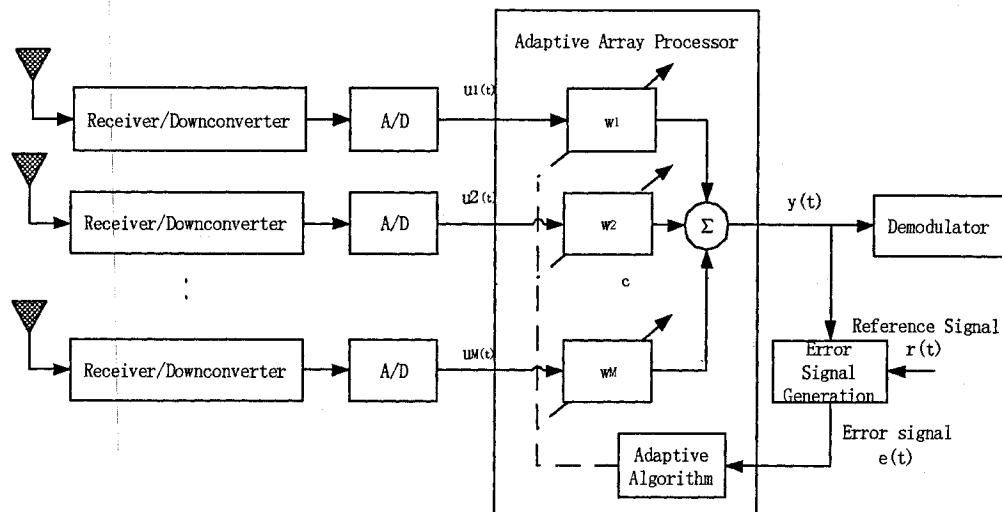 Adaptive Array Processor
u1(t)
Receiver/Downconverter
A/D
w1
u2(t)
Receiver/Downconverter
A/D
w2
Σ
y(t)
Demodulator
c
:
uM(t)
Receiver/Downconverter
A/D
wM
Reference Signal
r(t)
Error
Signal
Generation
Error signal
e(t)
Adaptive
Algorithm